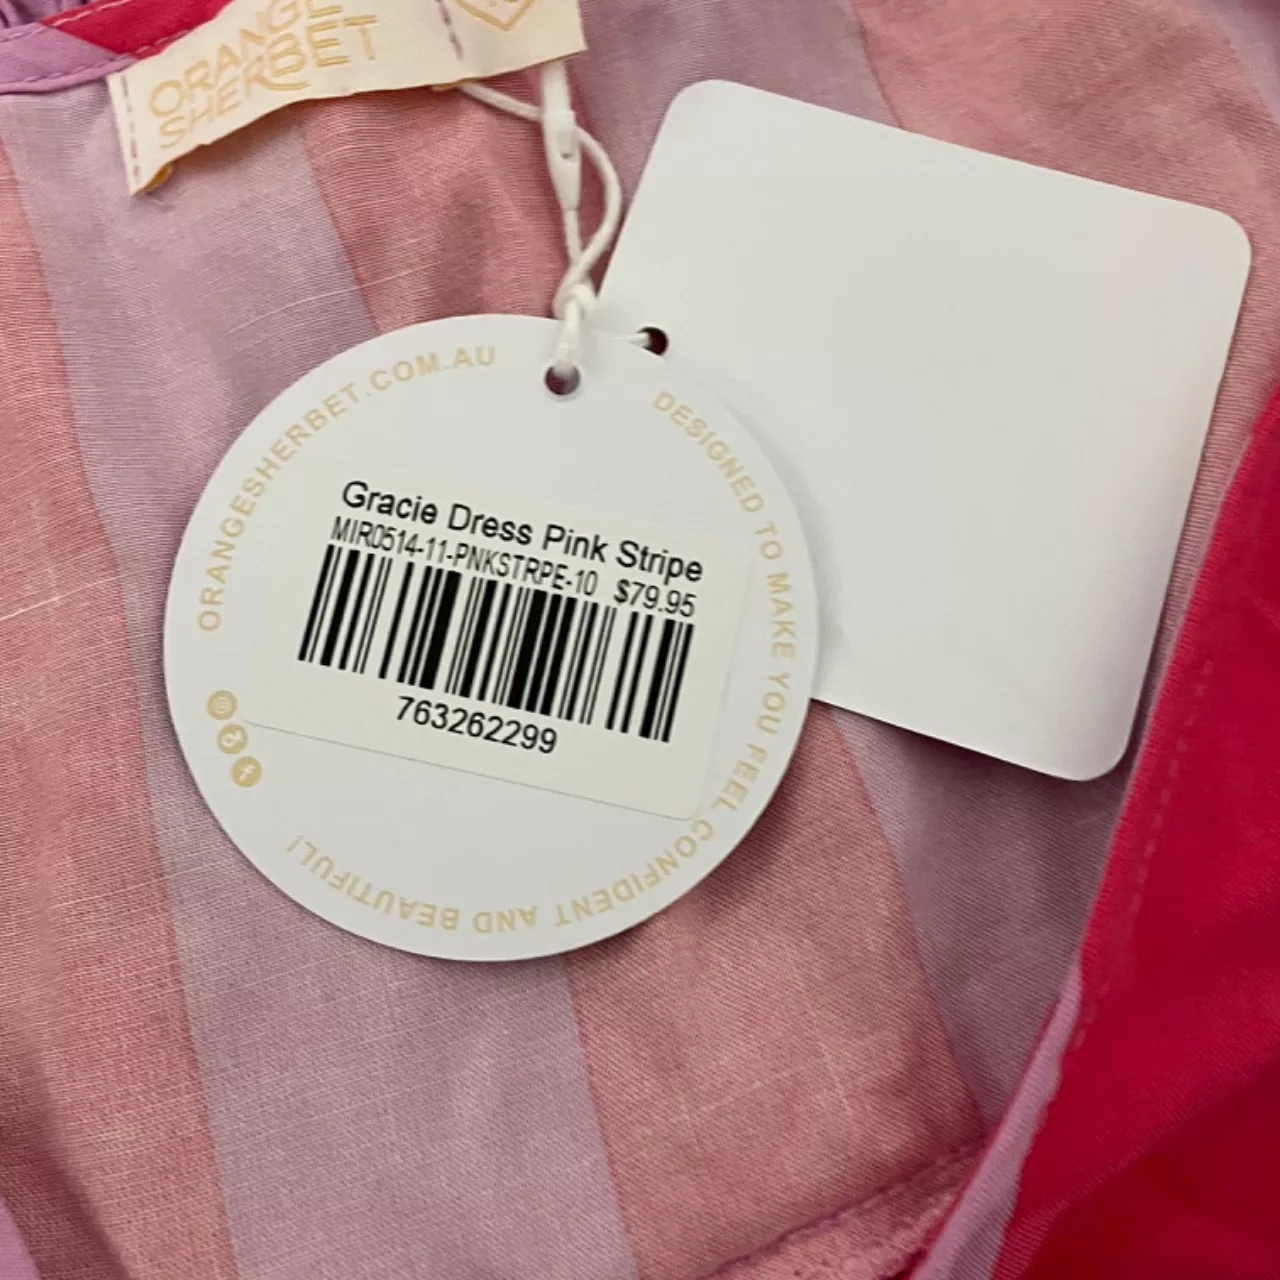 ORANGE
SHERBET
ORANGESHERBET.COM.AU
DESIGNED TO MAKE YOU FEEL CONFIDENT AND BEAUTIFUL!
Gracie Dress Pink Stripe
MIR0514-11-PNKSTRPE-10 $79.95
763262299